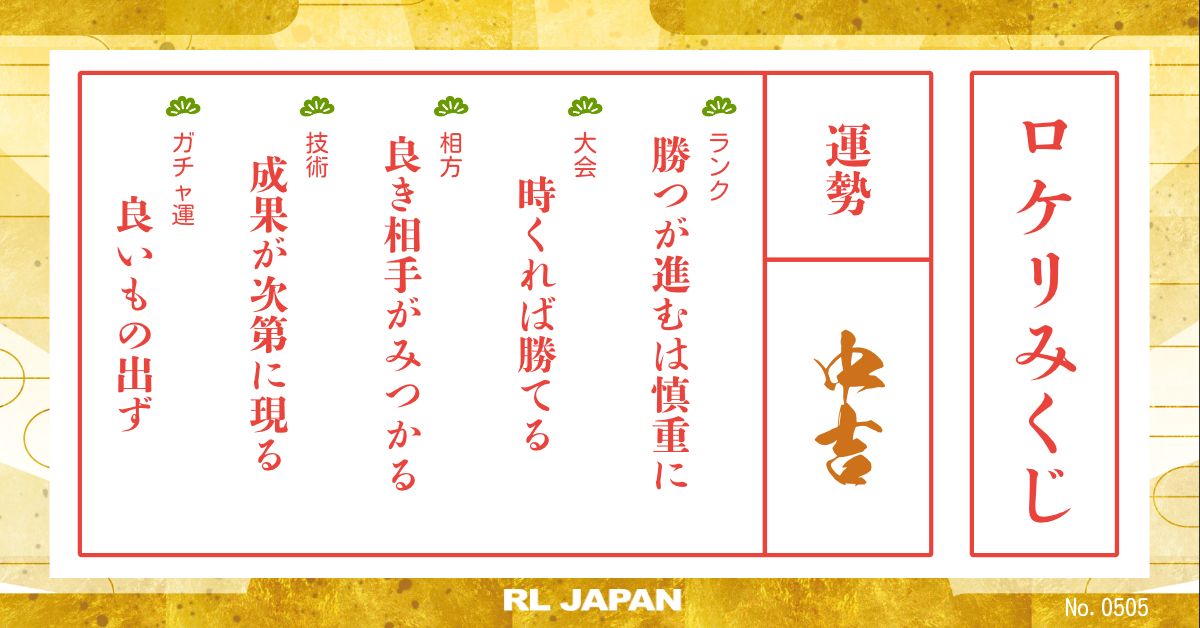 ロケリみくじ
運勢
中吉
ランク
勝つが進むは慎重に
大会
時くれば勝てる
相方
良き相手がみつかる
技術
成果が次第に現る
ガチャ運
良いもの出ず
RL JAPAN
No. 0505